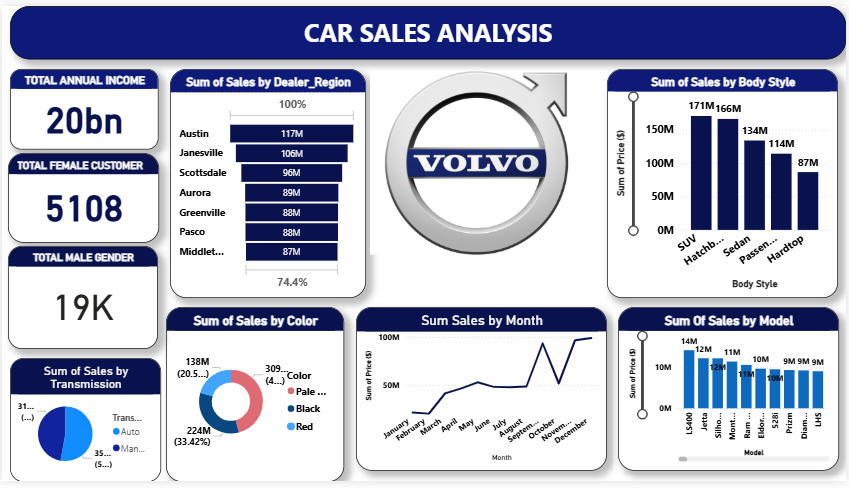 CAR SALES ANALYSIS
TOTAL ANNUAL INCOME
20bn
TOTAL FEMALE CUSTOMER
5108
TOTAL MALE GENDER
19K
Sum of Sales by Dealer_Region
100%
Austin 117M
Janesville 106M
Scottsdale 96M
Aurora 89M
Greenville 88M
Pasco 88M
Middlet... 87M
74.4%
VOLVO
Sum of Sales by Body Style
Sum of Price ($)
150M
100M
50M
0M
171M 166M 134M 114M 87M
SUV Hatchb... Sedan Passen... Hardtop
Body Style
Sum of Sales by
Transmission
31...
(...)
35...
(5...)
Trans...
Auto
Man...
Sum of Sales by Color
138M
(20.5...)
309...
(4...)
224M
(33.42%)
Color
Pale ...
Black
Red
Sum Sales by Month
Sum of Price ($)
100M
50M
January February March April May June July August Septem... October Novem... December
Month
Sum Of Sales by Model
Sum of Price ($)
10M
0M
14M 12M 12M 11M 11M 10M 10M 9M 9M 9M
LS400 Jetta Silho... Mont... Ram ... Eldor... 528i Prizm Diam... LHS
Model